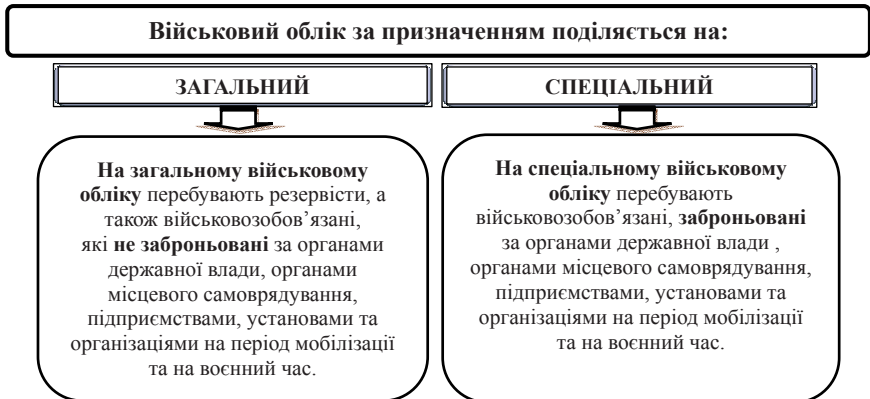 Військовий облік за призначенням поділяється на:
ЗАГАЛЬНИЙ
На загальному військовому
обліку перебувають резервісти, а
також військовозобов’язані,
які не заброньовані за органами
державної влади, органами
місцевого самоврядування,
підприємствами, установами та
організаціями на період мобілізації
та на воєнний час.
СПЕЦІАЛЬНИЙ
На спеціальному військовому
обліку перебувають
військовозобов’язані, заброньовані
за органами державної влади ,
органами місцевого самоврядування,
підприємствами, установами та
організаціями на період мобілізації
та на воєнний час.